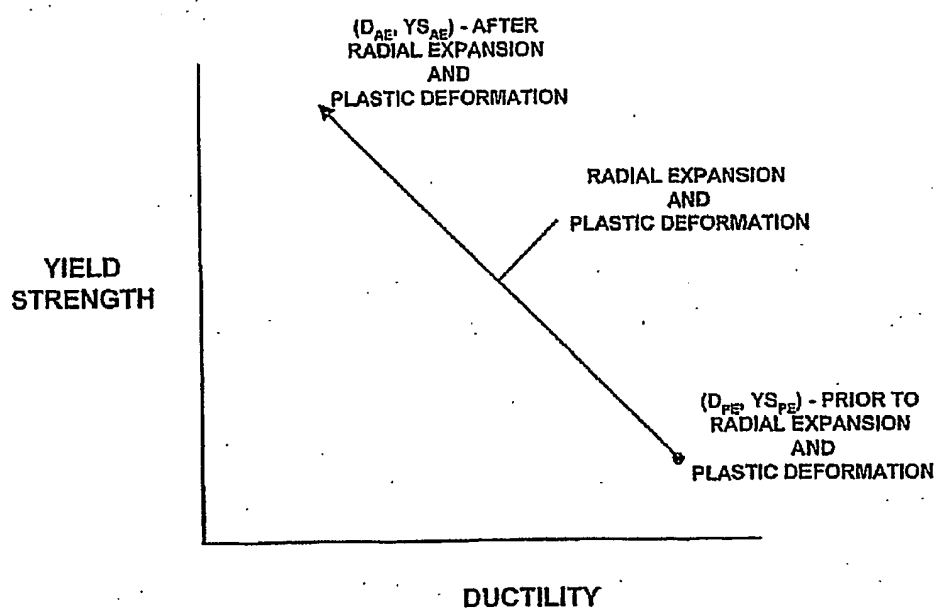 (D_AE, YS_AE) - AFTER
RADIAL EXPANSION
AND
PLASTIC DEFORMATION
RADIAL EXPANSION
AND
PLASTIC DEFORMATION
YIELD
STRENGTH
(D_PE, YS_PE) - PRIOR TO
RADIAL EXPANSION
AND
PLASTIC DEFORMATION
DUCTILITY